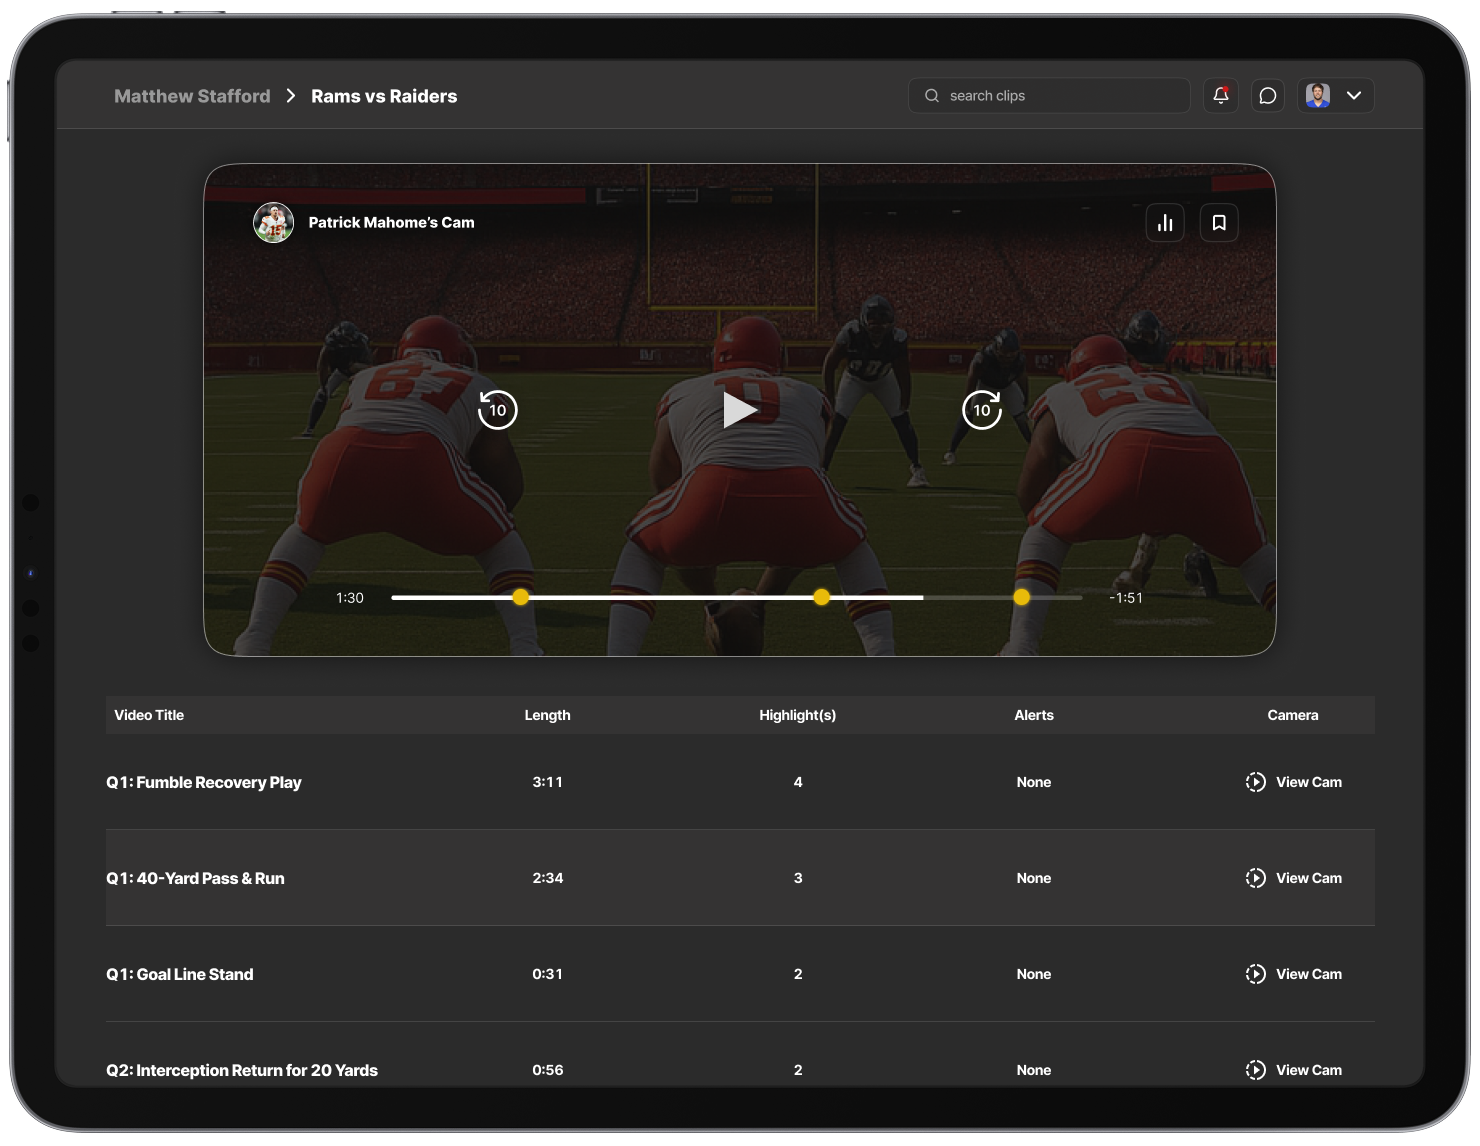 Matthew Stafford > Rams vs Raiders
search clips
Patrick Mahome’s Cam
87
0
23
10
10
1:30
-1:51
Video Title Length Highlight(s) Alerts Camera
Q1: Fumble Recovery Play 3:11 4 None View Cam
Q1: 40-Yard Pass & Run 2:34 3 None View Cam
Q1: Goal Line Stand 0:31 2 None View Cam
Q2: Interception Return for 20 Yards 0:56 2 None View Cam